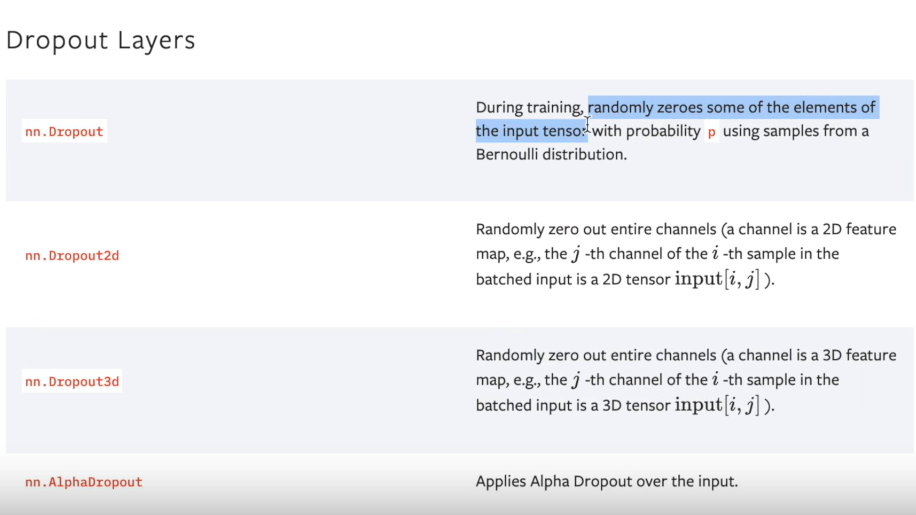 Dropout Layers
nn.Dropout
During training, randomly zeroes some of the elements of
the input tensor with probability p using samples from a
Bernoulli distribution.
nn.Dropout2d
Randomly zero out entire channels (a channel is a 2D feature
map, e.g., the j -th channel of the i -th sample in the
batched input is a 2D tensor input[i, j] ).
nn.Dropout3d
Randomly zero out entire channels (a channel is a 3D feature
map, e.g., the j -th channel of the i -th sample in the
batched input is a 3D tensor input[i, j] ).
nn.AlphaDropout
Applies Alpha Dropout over the input.